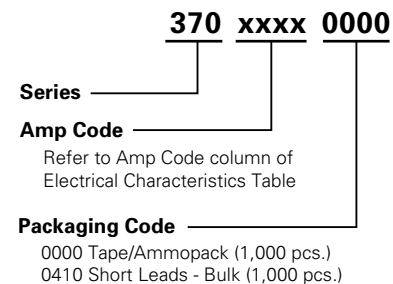 370 xxxx 0000
Series
Amp Code
Refer to Amp Code column of
Electrical Characteristics Table
Packaging Code
0000 Tape/Ammopack (1,000 pcs.)
0410 Short Leads - Bulk (1,000 pcs.)